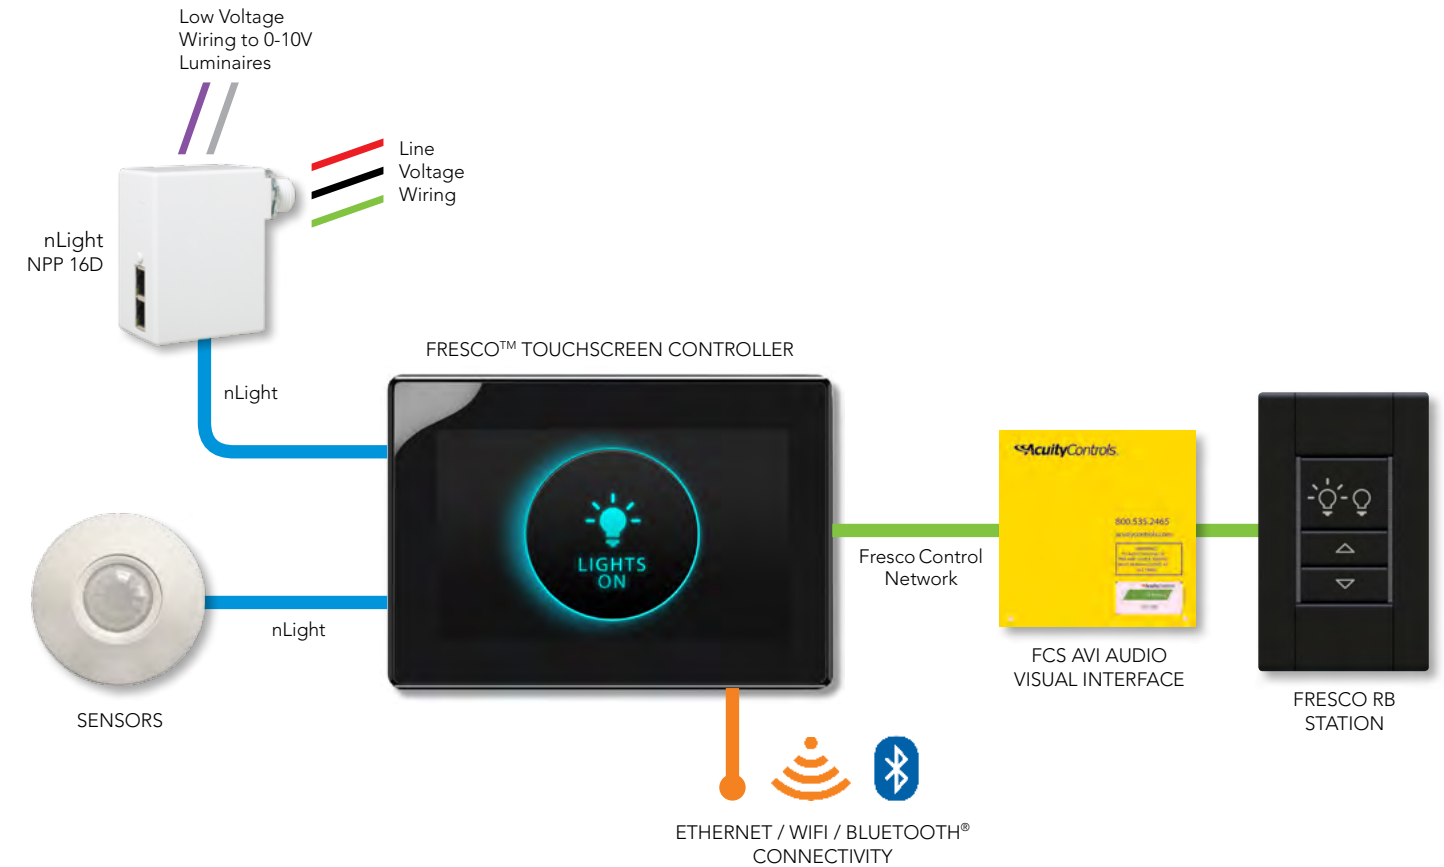 Low Voltage
Wiring to 0-10V
Luminaires
Line
Voltage
Wiring
nLight
NPP 16D
nLight
FRESCO™ TOUCHSCREEN CONTROLLER
LIGHTS
ON
nLight
SENSORS
Fresco Control
Network
AcuityControls.
800.535.2465
acuitycontrols.com
FCS AVI AUDIO
VISUAL INTERFACE
FRESCO RB
STATION
ETHERNET / WIFI / BLUETOOTH®
CONNECTIVITY